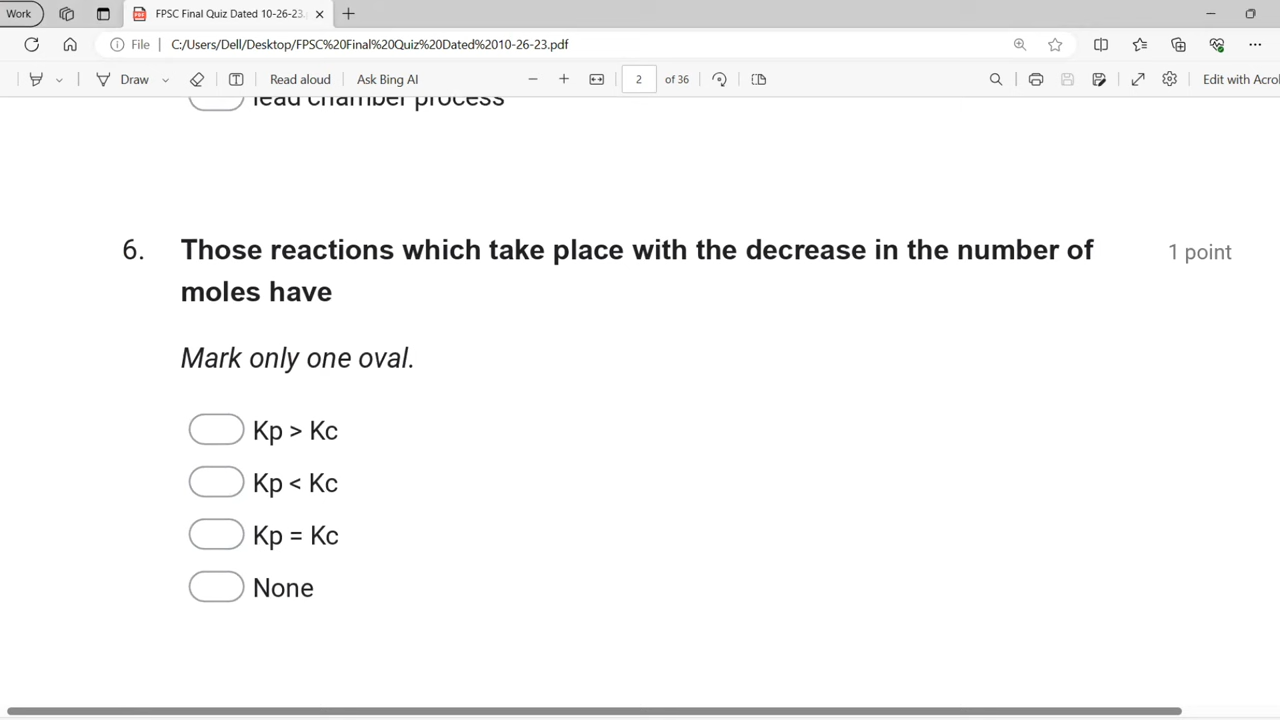 Work
FPSC Final Quiz Dated 10-26-23.
File
C:/Users/Dell/Desktop/FPSC%20Final%20Quiz%20Dated%2010-26-23.pdf
Draw
Read aloud
Ask Bing AI
2 of 36
Edit with Acro
lead chamber process
6. Those reactions which take place with the decrease in the number of 1 point
moles have
Mark only one oval.
Kp > Kc
Kp < Kc
Kp = Kc
None